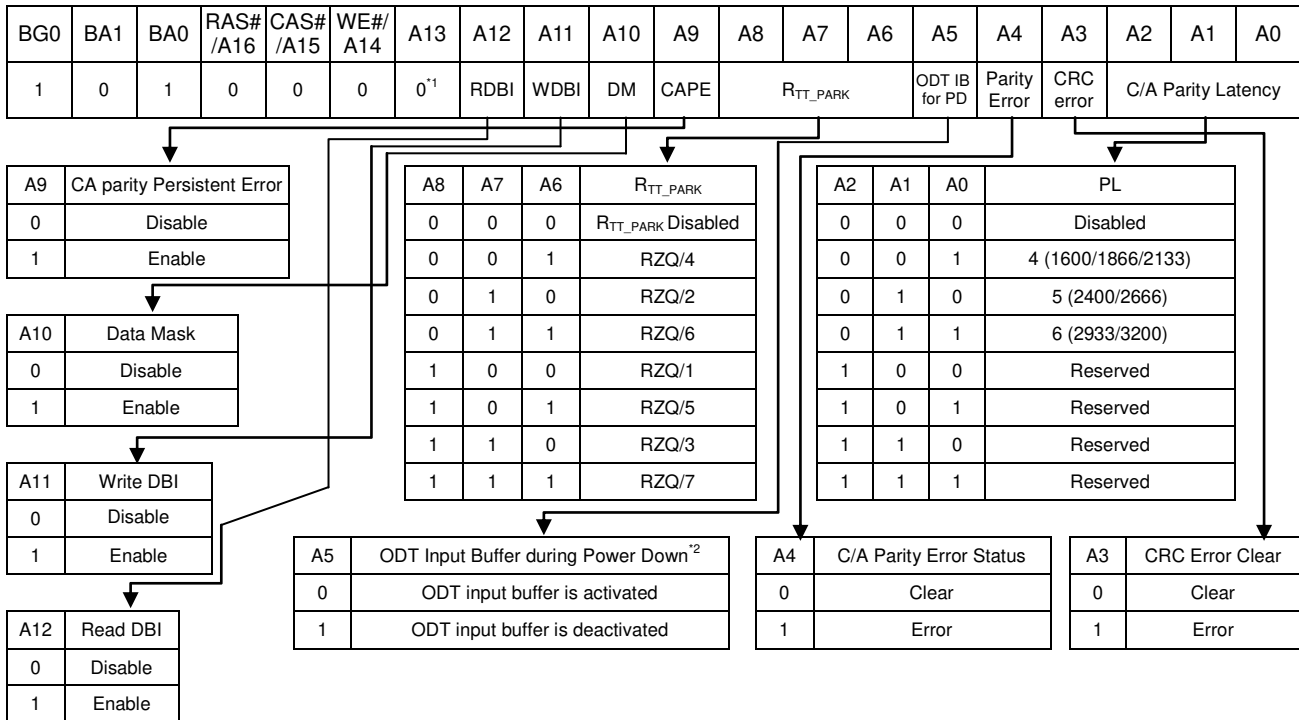 BG0 BA1 BA0 RAS# /A16 CAS# /A15 WE#/ A14 A13 A12 A11 A10 A9 A8 A7 A6 A5 A4 A3 A2 A1 A0
1 0 1 0 0 0 0*1 RDBI WDBI DM CAPE RTT_PARK ODT IB for PD Parity Error CRC error C/A Parity Latency
A9 CA parity Persistent Error
0 Disable
1 Enable
A8 A7 A6 RTT_PARK
0 0 0 RTT_PARK Disabled
0 0 1 RZQ/4
0 1 0 RZQ/2
0 1 1 RZQ/6
1 0 0 RZQ/1
1 0 1 RZQ/5
1 1 0 RZQ/3
1 1 1 RZQ/7
A2 A1 A0 PL
0 0 0 Disabled
0 0 1 4 (1600/1866/2133)
0 1 0 5 (2400/2666)
0 1 1 6 (2933/3200)
1 0 0 Reserved
1 0 1 Reserved
1 1 0 Reserved
1 1 1 Reserved
A10 Data Mask
0 Disable
1 Enable
A11 Write DBI
0 Disable
1 Enable
A5 ODT Input Buffer during Power Down*2
0 ODT input buffer is activated
1 ODT input buffer is deactivated
A4 C/A Parity Error Status
0 Clear
1 Error
A3 CRC Error Clear
0 Clear
1 Error
A12 Read DBI
0 Disable
1 Enable